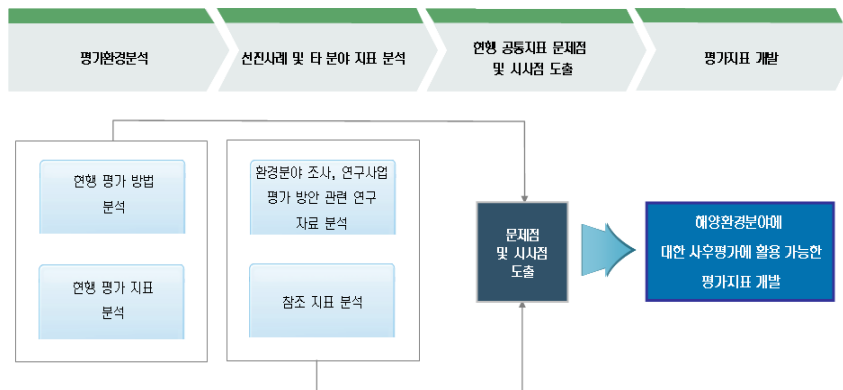 평가환경분석
선진사례 및 타 분야 지표 분석
현행 공통지표 문제점
및 시사점 도출
평가지표 개발
현행 평가 방법
분석
현행 평가 지표
분석
환경분야 조사, 연구사업
평가 방안 관련 연구
자료 분석
참조 지표 분석
문제점
및 시사점
도출
해양환경분야에
대한 사후평가에 활용 가능한
평가지표 개발